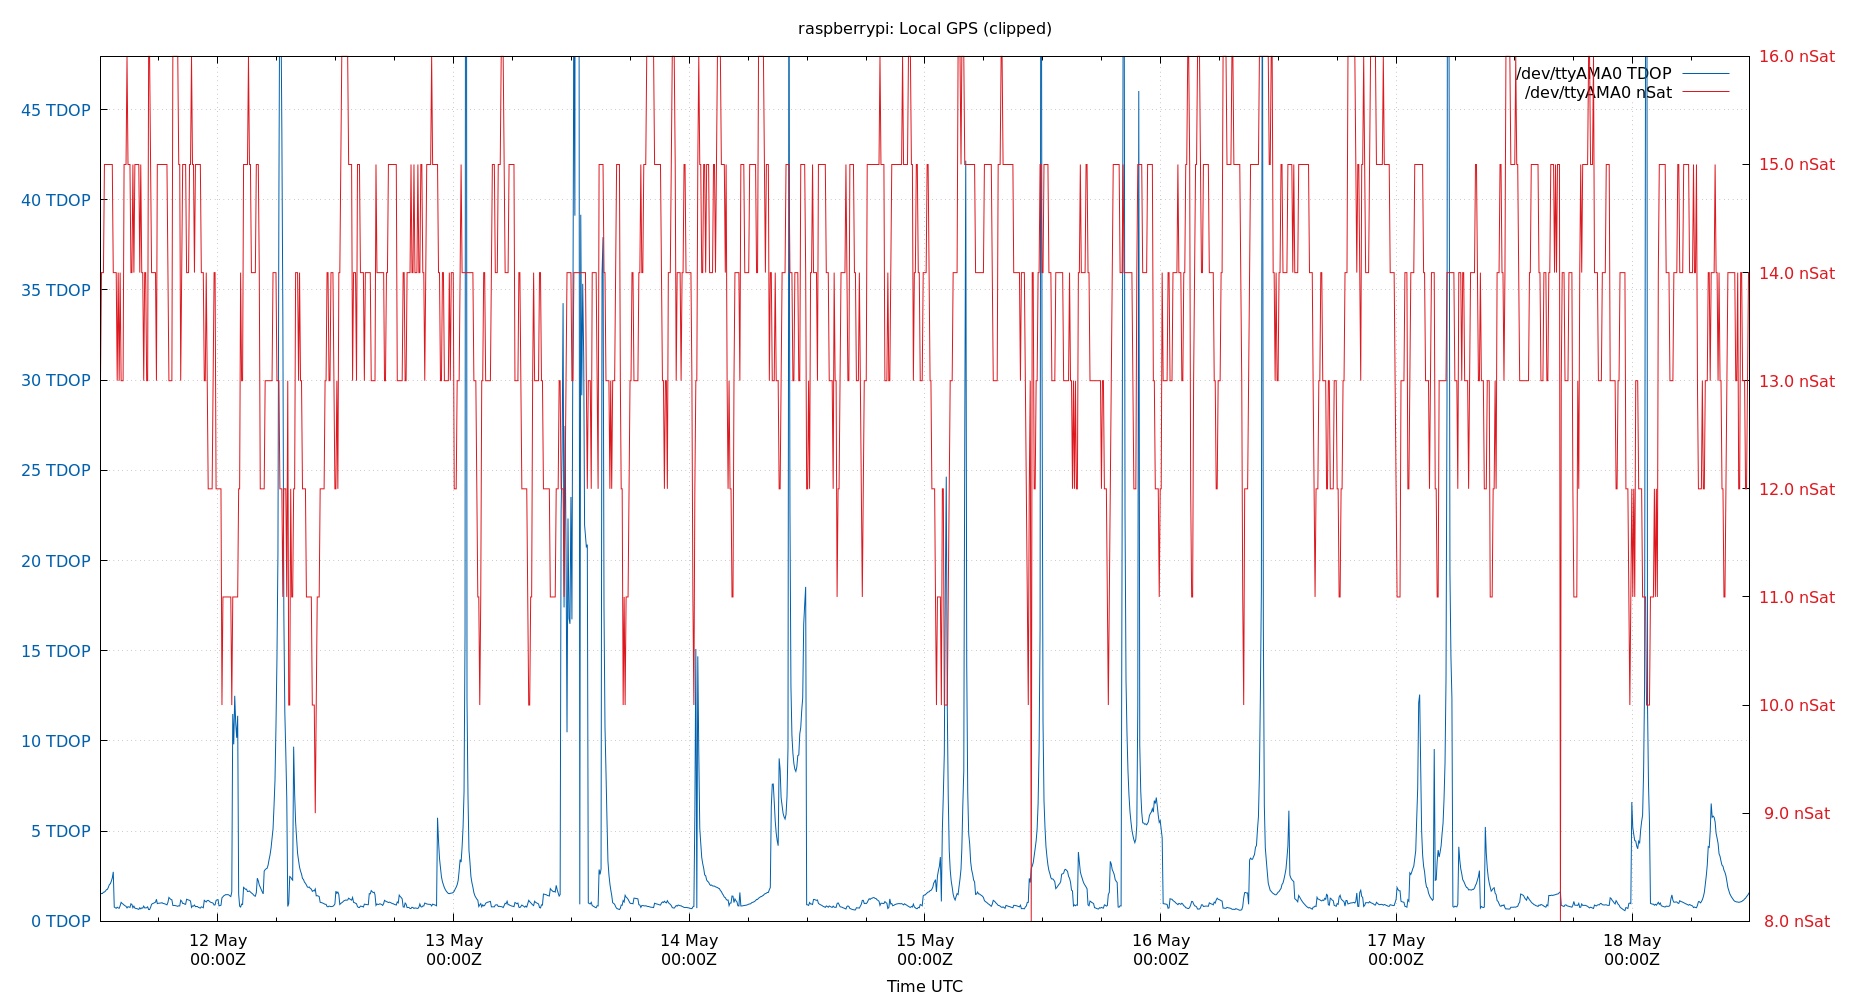 raspberrypi: Local GPS (clipped)
/dev/ttyAMA0 TDOP
/dev/ttyAMA0 nSat
45 TDOP
40 TDOP
35 TDOP
30 TDOP
25 TDOP
20 TDOP
15 TDOP
10 TDOP
5 TDOP
0 TDOP
16.0 nSat
15.0 nSat
14.0 nSat
13.0 nSat
12.0 nSat
11.0 nSat
10.0 nSat
9.0 nSat
8.0 nSat
12 May
00:00Z
13 May
00:00Z
14 May
00:00Z
15 May
00:00Z
16 May
00:00Z
17 May
00:00Z
18 May
00:00Z
Time UTC